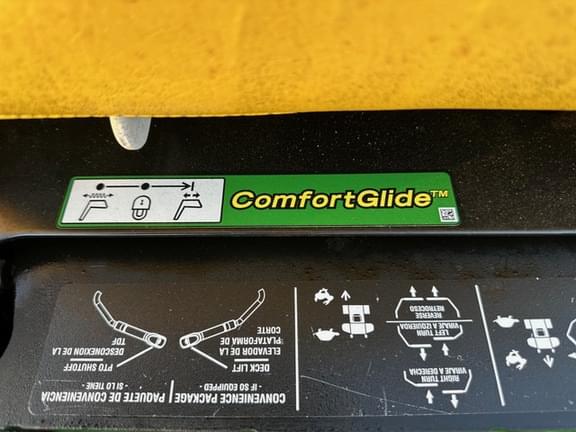 ComfortGlide™
CONVENIENCE PACKAGE
- IF SO EQUIPPED -
PAQUETE DE CONVENIENCIA
- SI LO TIENE -
DECK LIFT
ELEVADOR DE LA
PLATAFORMA DE
CORTE
PTO SHUTOFF
DESCONEXION DE LA
TDF
RIGHT TURN
VIRAJE A DERECHA
LEFT TURN
VIRAJE A IZQUIERDA
REVERSE
RETROCESO